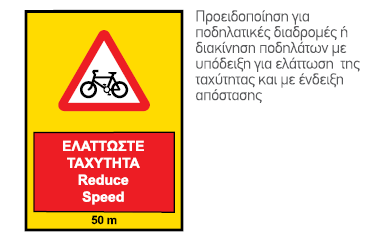 Προειδοποίηση για
ποδηλατικές διαδρομές ή
διακίνηση ποδηλάτων με
υπόδειξη για ελάττωση της
ταχύτητας και με ένδειξη
απόστασης
ΕΛΑΤΤΩΣΤΕ
ΤΑΧΥΤΗΤΑ
Reduce
Speed
50 m